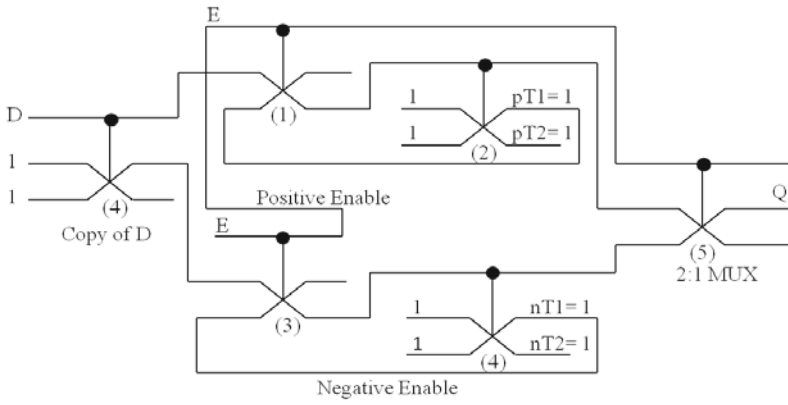 E
(1)
1 pT1= 1
1 pT2= 1
(2)
D
1
1
(4)
Copy of D
Positive Enable
E
(3)
1 nT1= 1
1 nT2= 1
(4)
Negative Enable
Q
(5)
2:1 MUX